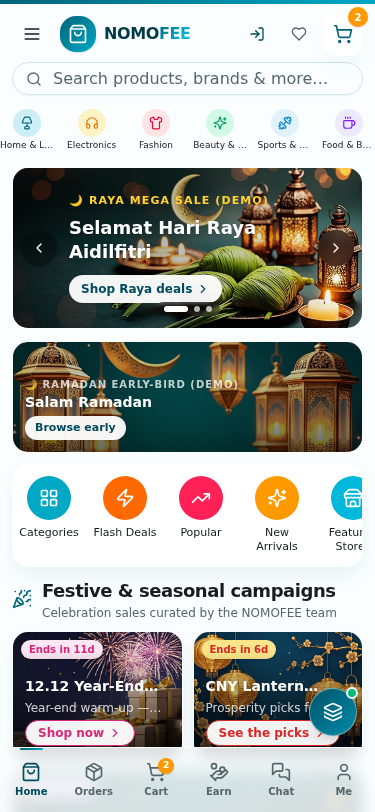 2
NOMOFEE
Search products, brands & more...
Home & L...
Electronics
Fashion
Beauty & ...
Sports & ...
Food & B...
🌙 RAYA MEGA SALE (DEMO)
Selamat Hari Raya
Aidilfitri
Shop Raya deals
🌙 RAMADAN EARLY-BIRD (DEMO)
Salam Ramadan
Browse early
Categories
Flash Deals
Popular
New
Arrivals
Featur
Store
Festive & seasonal campaigns
Celebration sales curated by the NOMOFEE team
Ends in 11d
12.12 Year-End...
Year-end warm-up —...
Shop now
Ends in 6d
CNY Lantern...
Prosperity picks f
See the picks
2
Home
Orders
Cart
Earn
Chat
Me